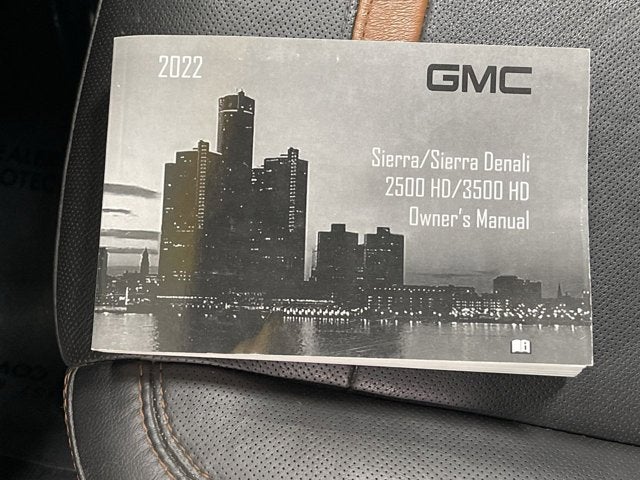 2022
GMC
Sierra/Sierra Denali
2500 HD/3500 HD
Owner's Manual